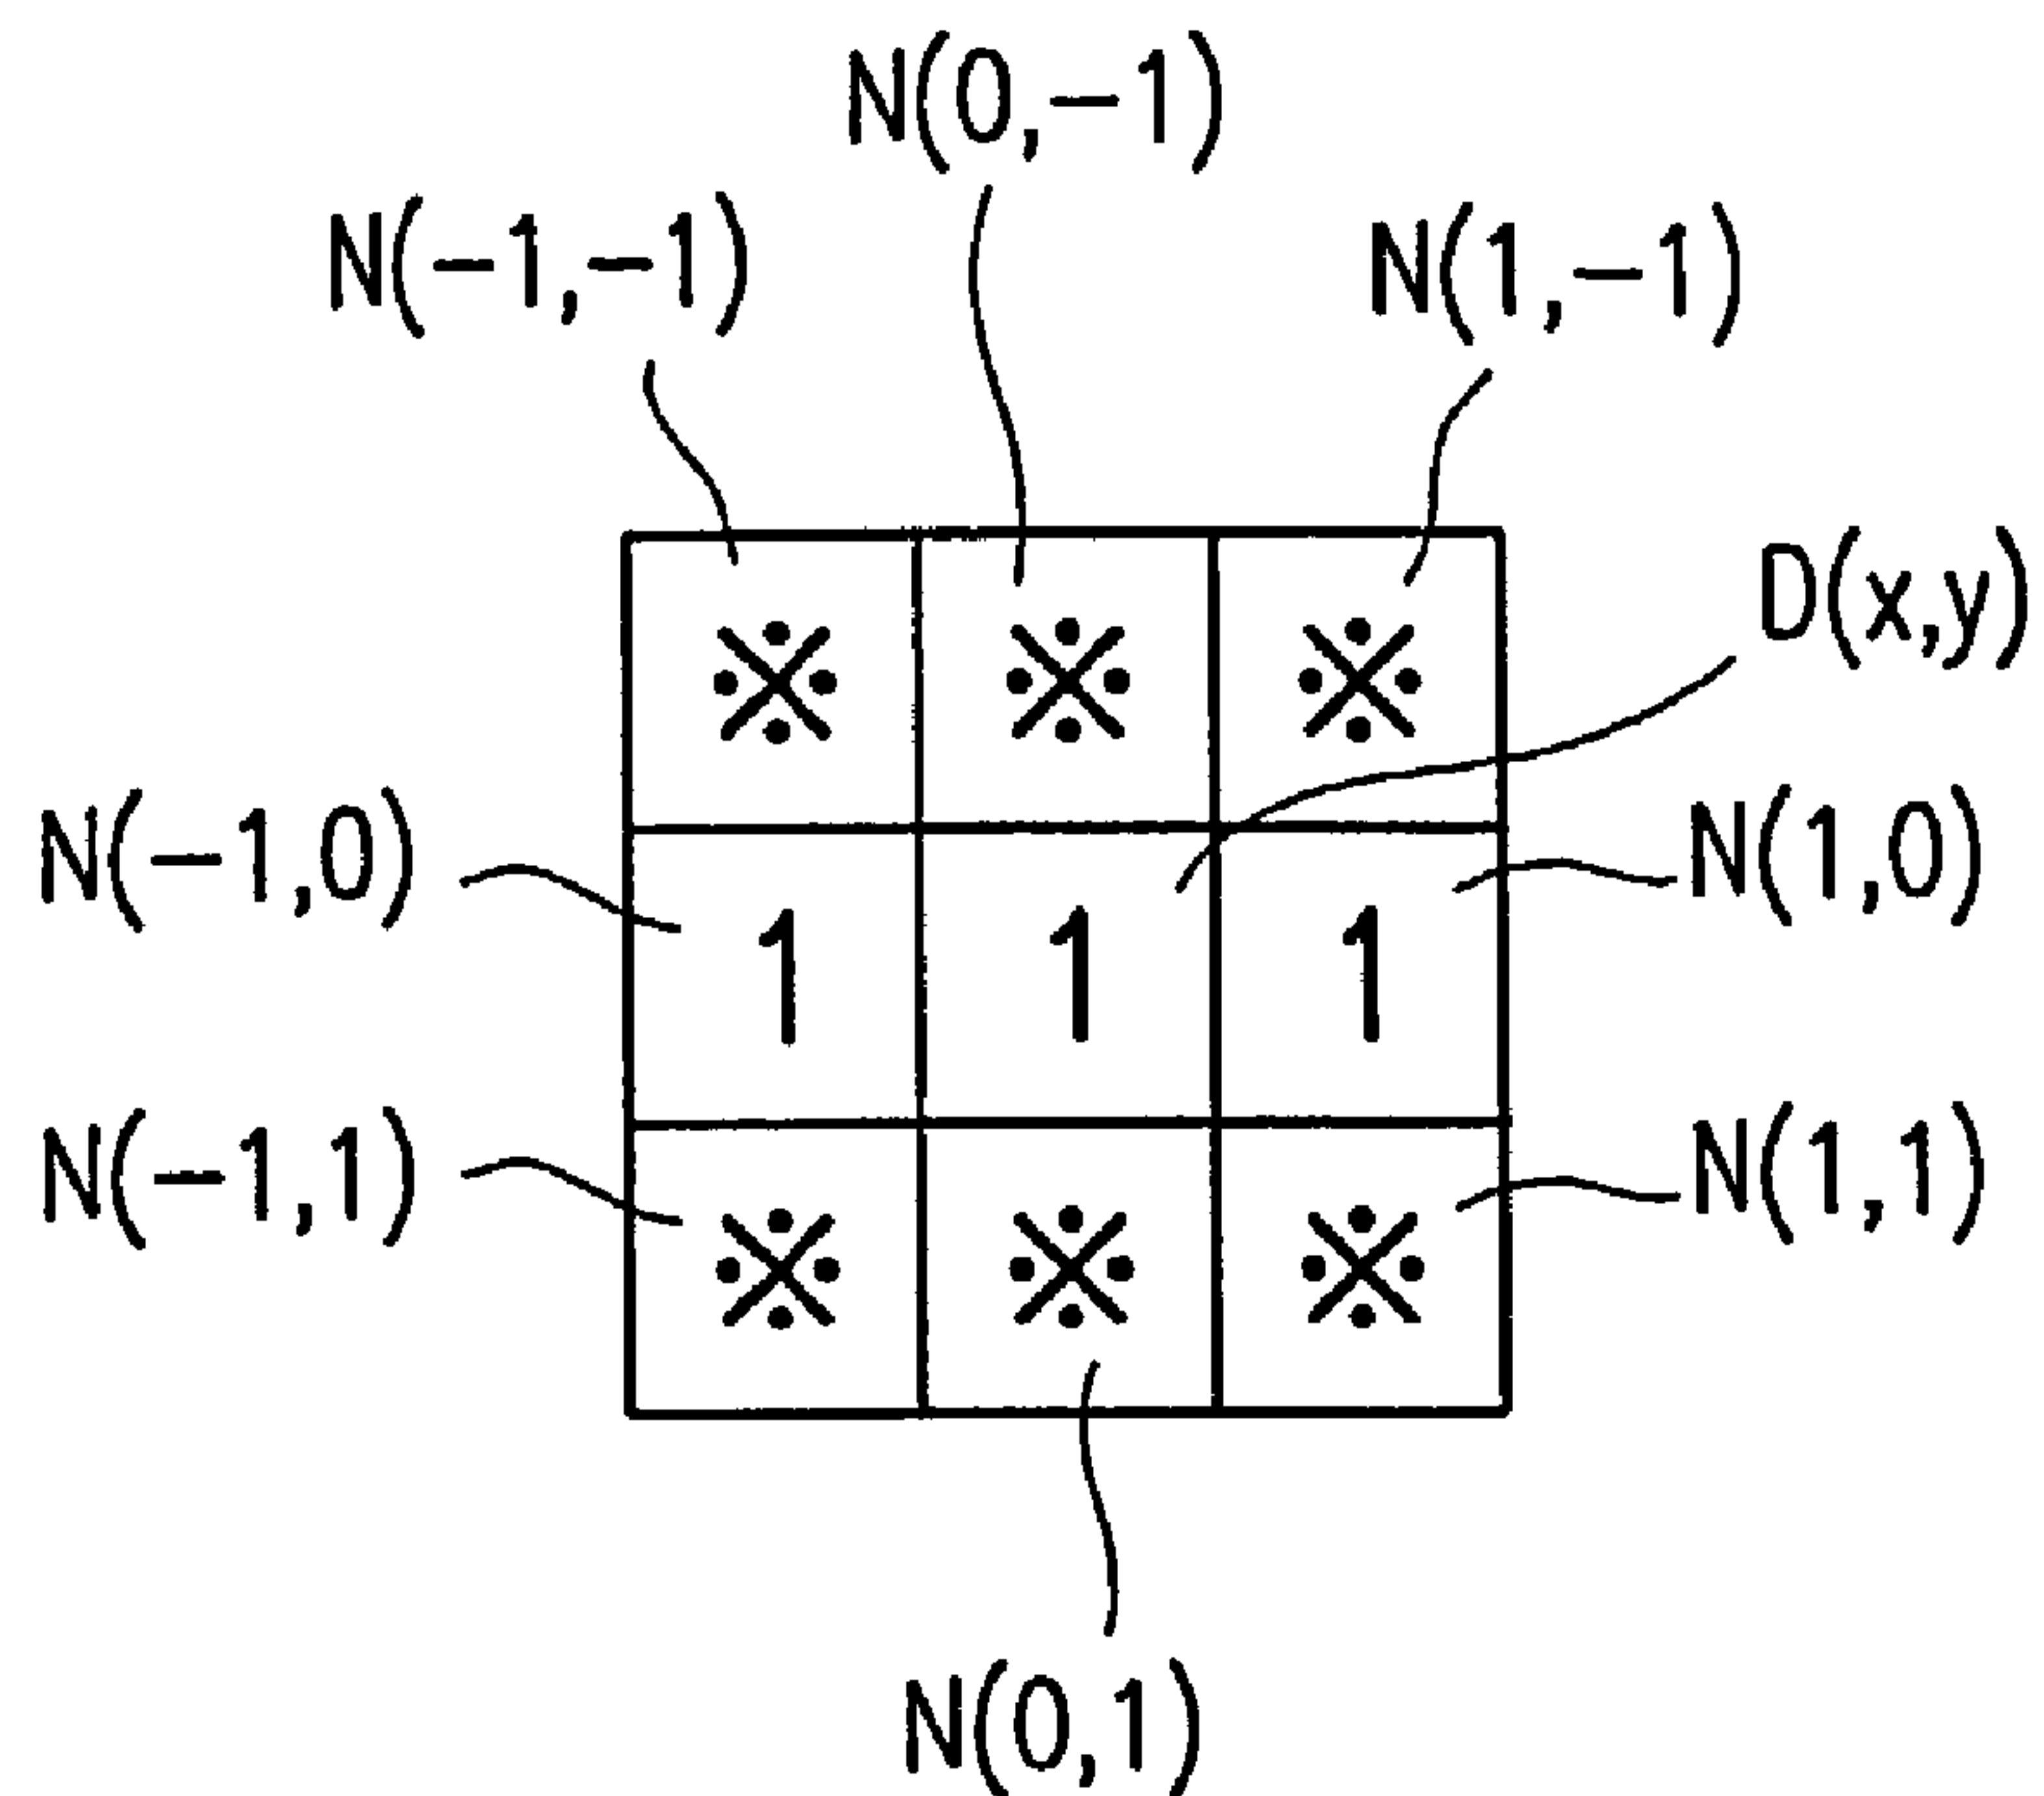 N(0,-1)
N(-1,-1)
N(1,-1)
D(x,y)
※ ※ ※
N(-1,0)
N(1,0)
1 1 1
N(-1,1)
N(1,1)
※ ※ ※
N(0,1)